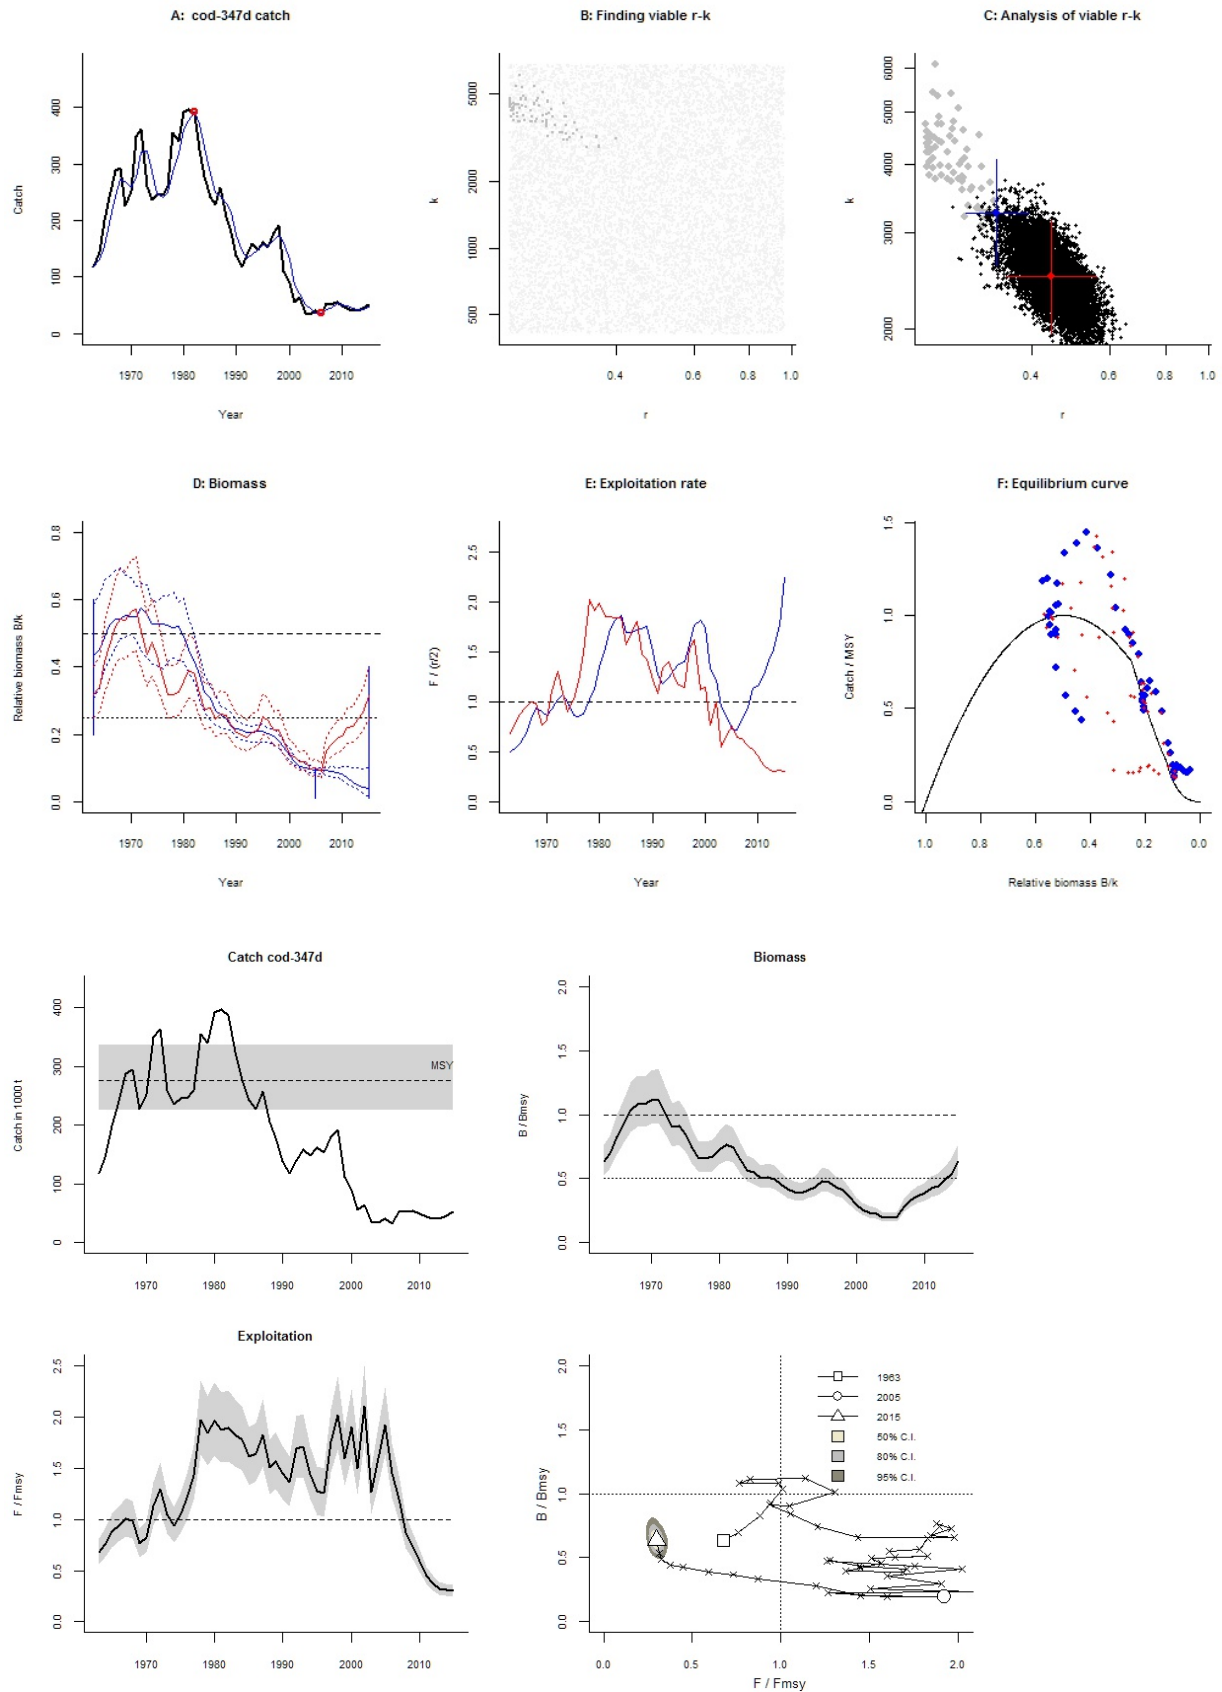 A: cod-347d catch
B: Finding viable r-k
C: Analysis of viable r-k
Catch
0 100 200 300 400
1970 1980 1990 2000 2010
Year
k
500 1000 2000 5000
0.4 0.6 0.8 1.0
r
k
2000 3000 4000 5000 6000
0.4 0.6 0.8 1.0
r
D: Biomass
E: Exploitation rate
F: Equilibrium curve
Relative biomass B/k
0.0 0.2 0.4 0.6 0.8
1970 1980 1990 2000 2010
Year
F / (r/2)
0.0 0.5 1.0 1.5 2.0 2.5
1970 1980 1990 2000 2010
Year
Catch / MSY
0.0 0.5 1.0 1.5
1.0 0.8 0.6 0.4 0.2 0.0
Relative biomass B/k
Catch cod-347d
Biomass
Catch in 1000 t
0 100 200 300 400
MSY
1970 1980 1990 2000 2010
B / Bmsy
0.0 0.5 1.0 1.5 2.0
1970 1980 1990 2000 2010
Exploitation
F / Fmsy
0.0 0.5 1.0 1.5 2.0 2.5
1970 1980 1990 2000 2010
B / Bmsy
0.0 0.5 1.0 1.5 2.0
1963
2005
2015
50% C.I.
80% C.I.
95% C.I.
0.0 0.5 1.0 1.5 2.0
F / Fmsy